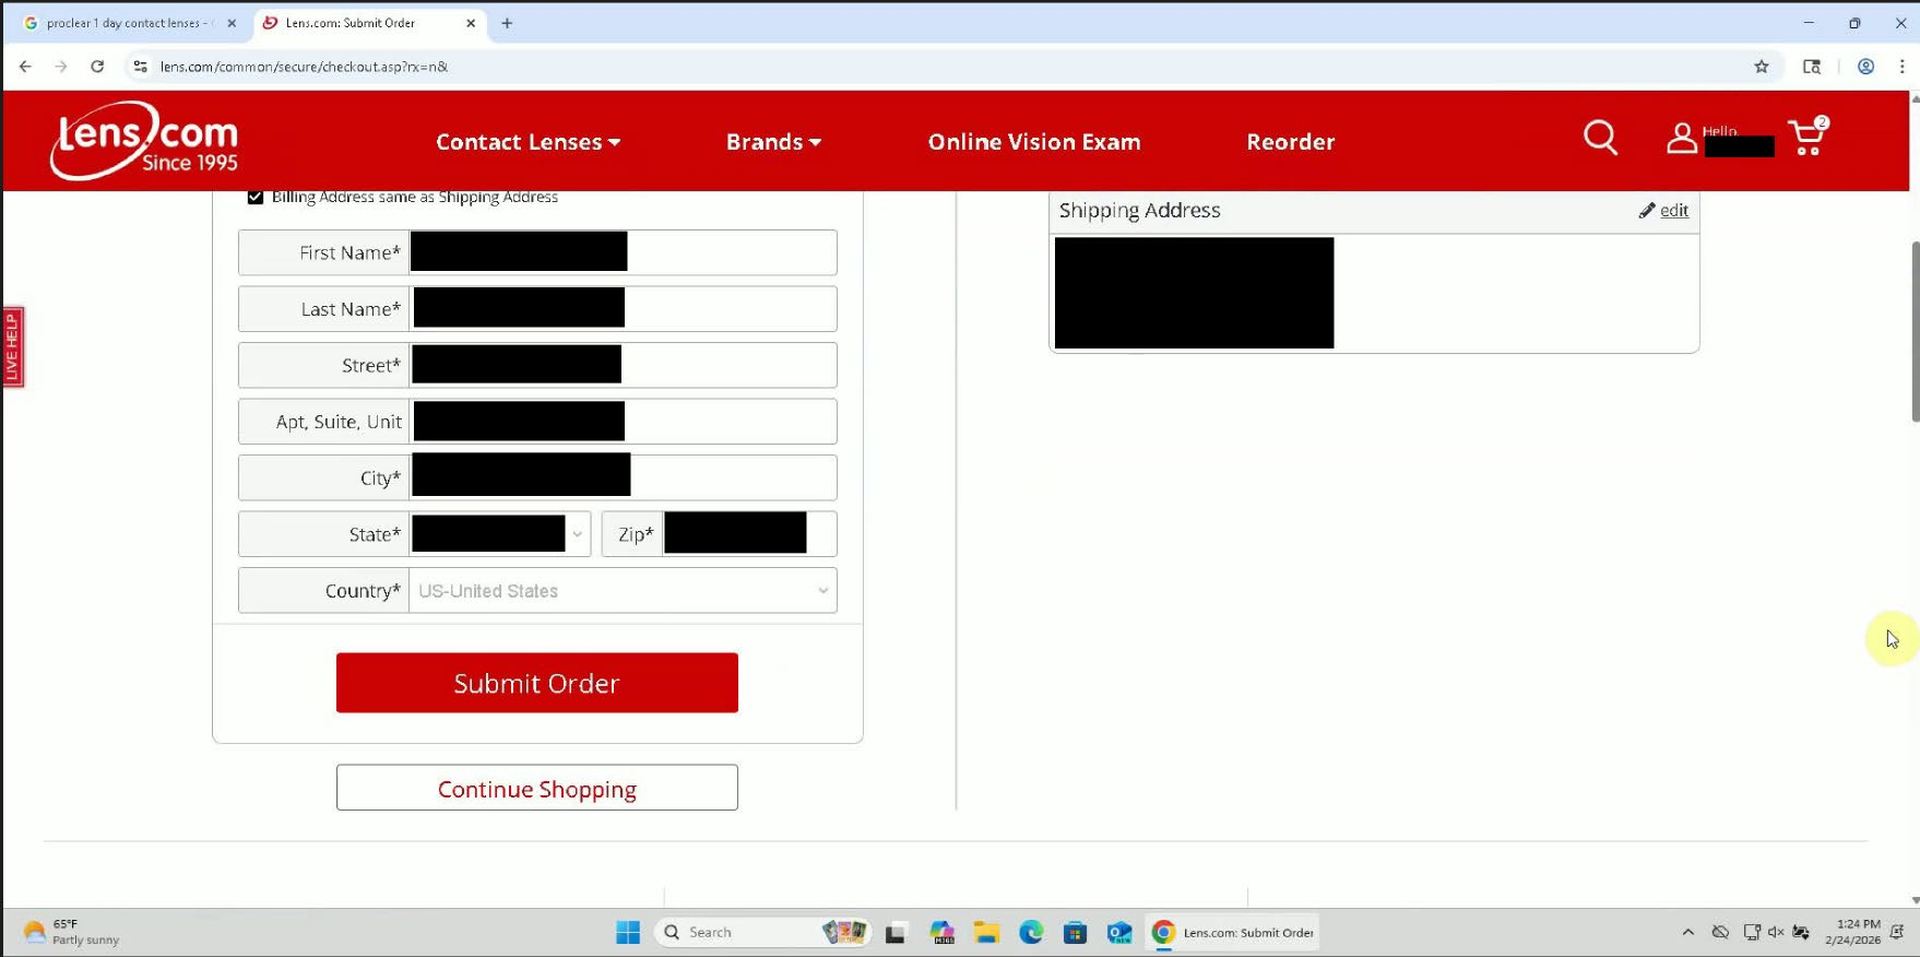 proclear 1 day contact lenses -
Lens.com: Submit Order
lens.com/common/secure/checkout.asp?rx=n&
Lens.com
Since 1995
Contact Lenses
Brands
Online Vision Exam
Reorder
Hello,
2
Billing Address same as Shipping Address
First Name*
Last Name*
Street*
Apt, Suite, Unit
City*
State*
Zip*
Country*
US-United States
Submit Order
Continue Shopping
Shipping Address
edit
LIVE HELP
65°F
Partly sunny
Search
Lens.com: Submit Order
1:24 PM
2/24/2026